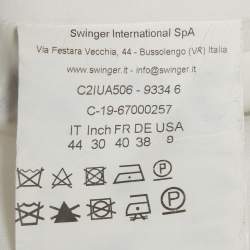 Swinger International SpA
Via Festara Vecchia, 44 - Bussolengo (VR) Italia
www.swinger.it - info@swinger.it
C2IUA506 - 9334 6
C-19-67000257
IT Inch FR DE USA
44 30 40 38 9
P
P